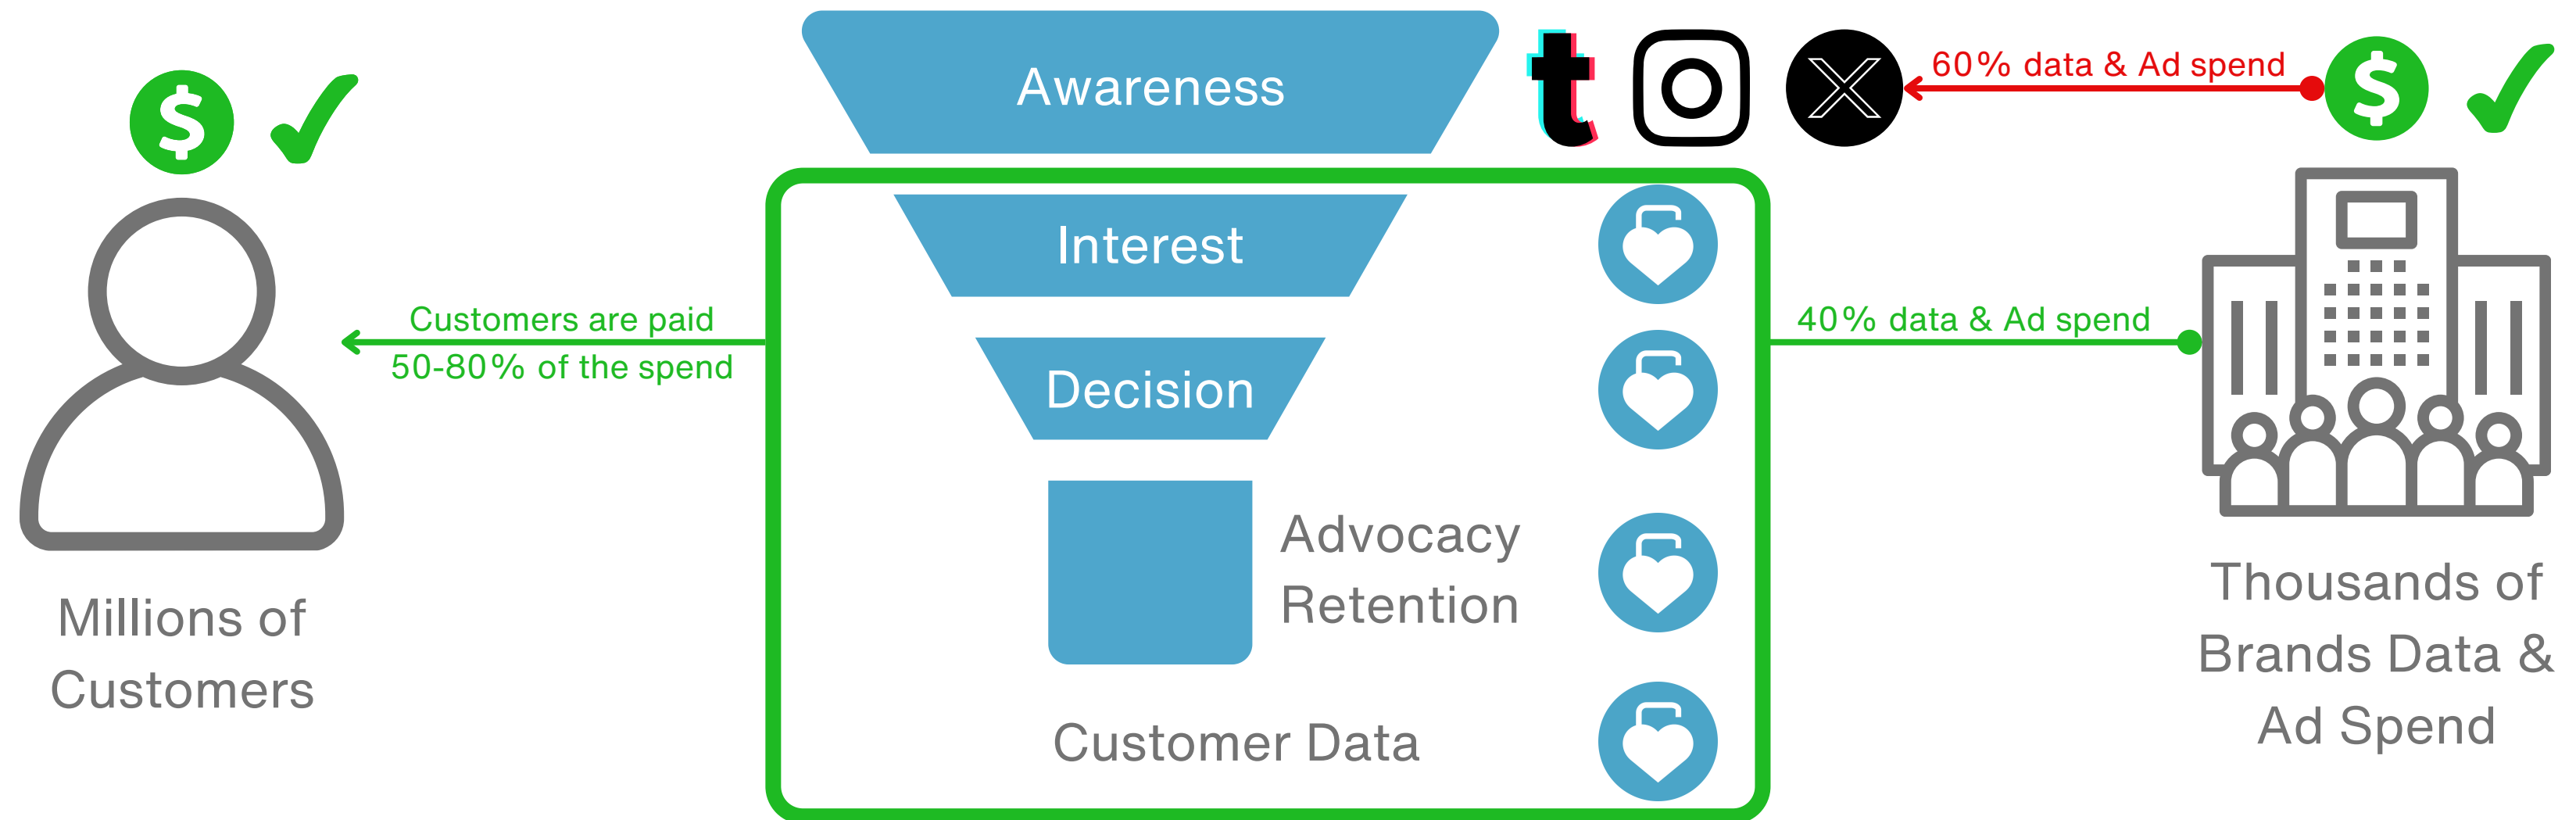 Awareness
60% data & Ad spend
Interest
Customers are paid
50-80% of the spend
40% data & Ad spend
Decision
Advocacy
Retention
Customer Data
Millions of
Customers
Thousands of
Brands Data &
Ad Spend